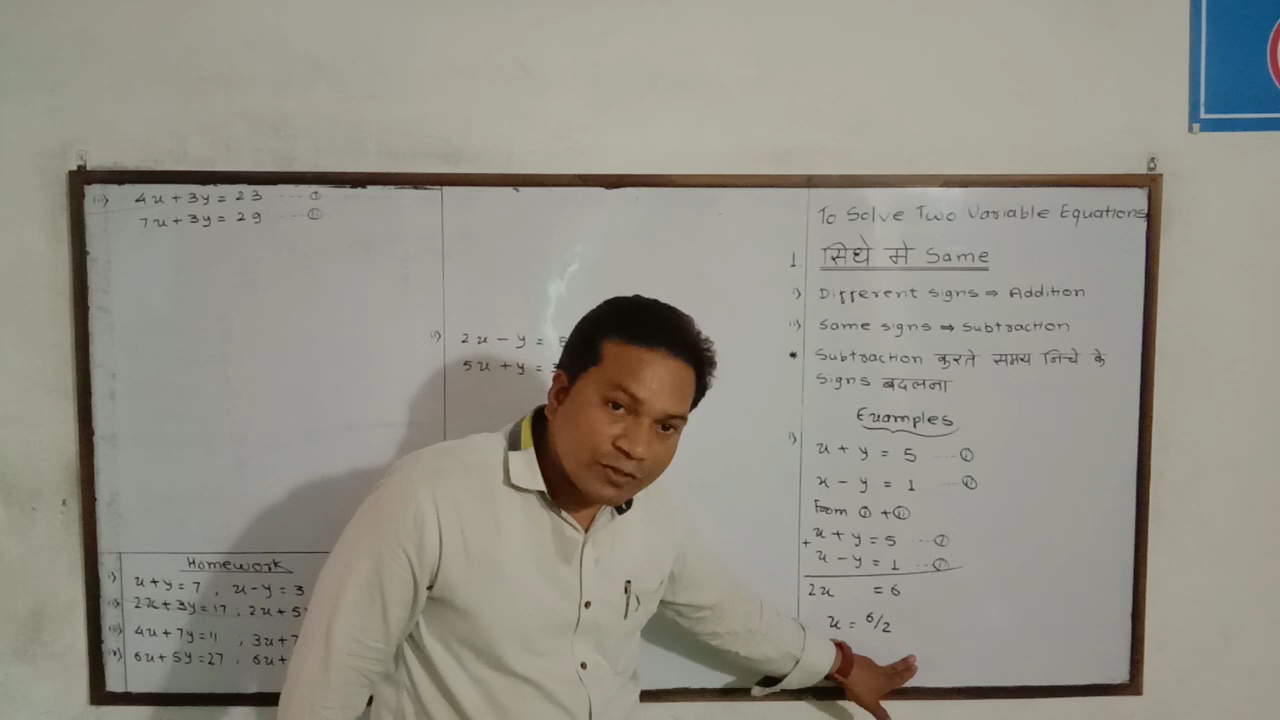 iii) 4x + 3y = 23 ---- ①
7x + 3y = 29 --- ②
Homework
i) x + y = 7 ; x - y = 3
ii) 2x + 3y = 17 ; 2x + 5
iii) 4x + 7y = 11 ; 3x + 7
iv) 6x + 5y = 27 ; 6x +
i) 2x - y =
5x + y =
To Solve Two Variable Equations
1. सिधे मे Same
i) Different signs ⇒ Addition
ii) Same signs ⇒ Subtraction
* Subtraction करते समय निचे के
Signs बदलना
Examples
i) x + y = 5 ---- ①
x - y = 1 ---- ②
From ① + ②
+ x + y = 5 --- ①
x - y = 1 --- ②
2x = 6
x = 6/2